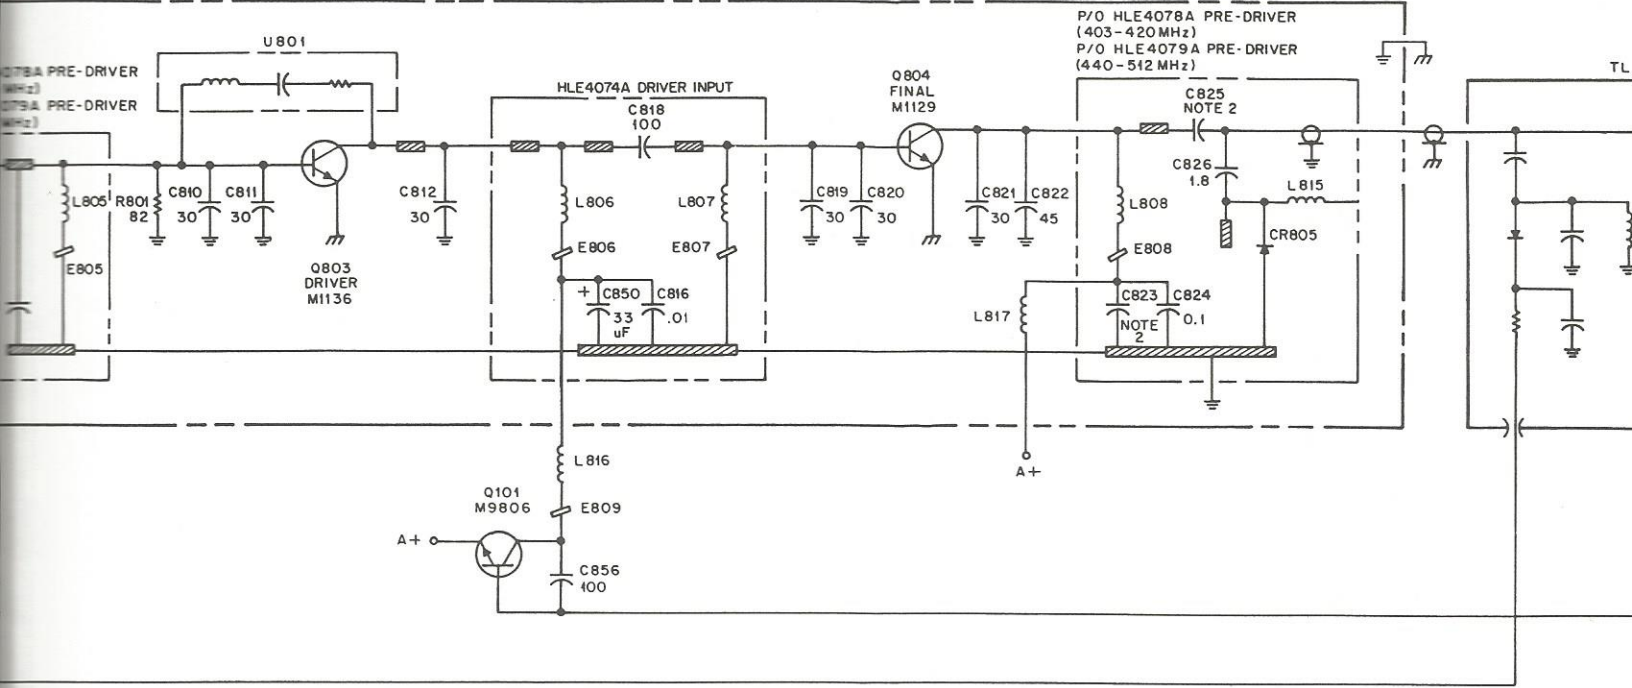 P/O HLE4078A PRE-DRIVER
(403-420MHz)
P/O HLE4079A PRE-DRIVER
(440-512MHz)
U801
078A PRE-DRIVER
MHz)
079A PRE-DRIVER
MHz)
HLE4074A DRIVER INPUT
C818
100
Q804
FINAL
M1129
C825
NOTE 2
TL
L805
R801
82
C810
30
C811
30
C812
30
L806
L807
C819
30
C820
30
C821
30
C822
45
L808
C826
1.8
L815
CR805
E805
Q803
DRIVER
M1136
E806
E807
E808
+
C850
33
uF
C816
.01
L817
C823
NOTE
2
C824
0.1
A+
L816
Q101
M9806
E809
A+
C856
100